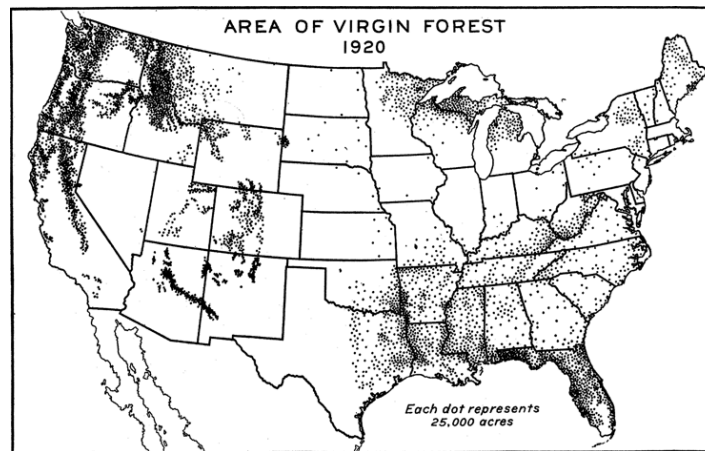 AREA OF VIRGIN FOREST
1920
Each dot represents
25,000 acres